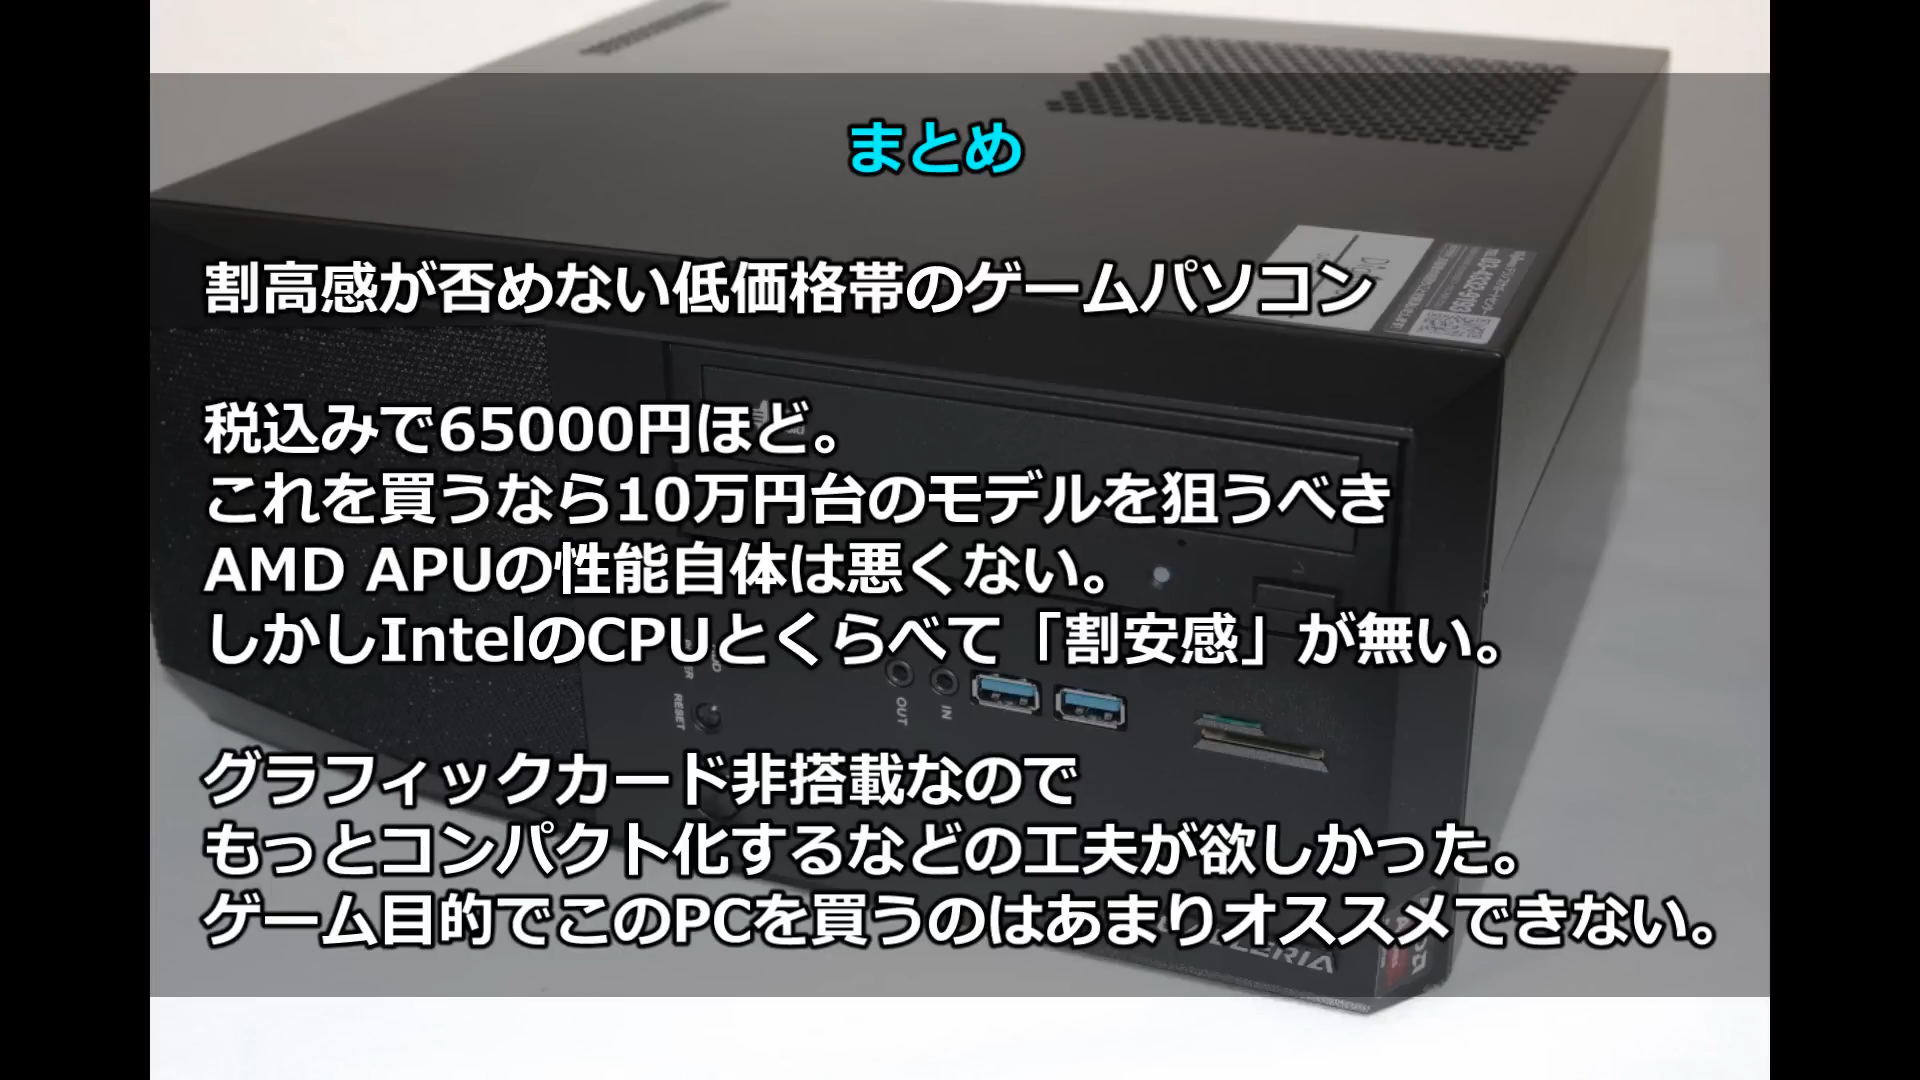 まとめ
割高感が否めない低価格帯のゲームパソコン
税込みで65000円ほど。
これを買うなら10万円台のモデルを狙うべき
AMD APUの性能自体は悪くない。
しかしIntelのCPUとくらべて「割安感」が無い。
OUT
IN
RESET
グラフィックカード非搭載なので
もっとコンパクト化するなどの工夫が欲しかった。
ゲーム目的でこのPCを買うのはあまりオススメできない。